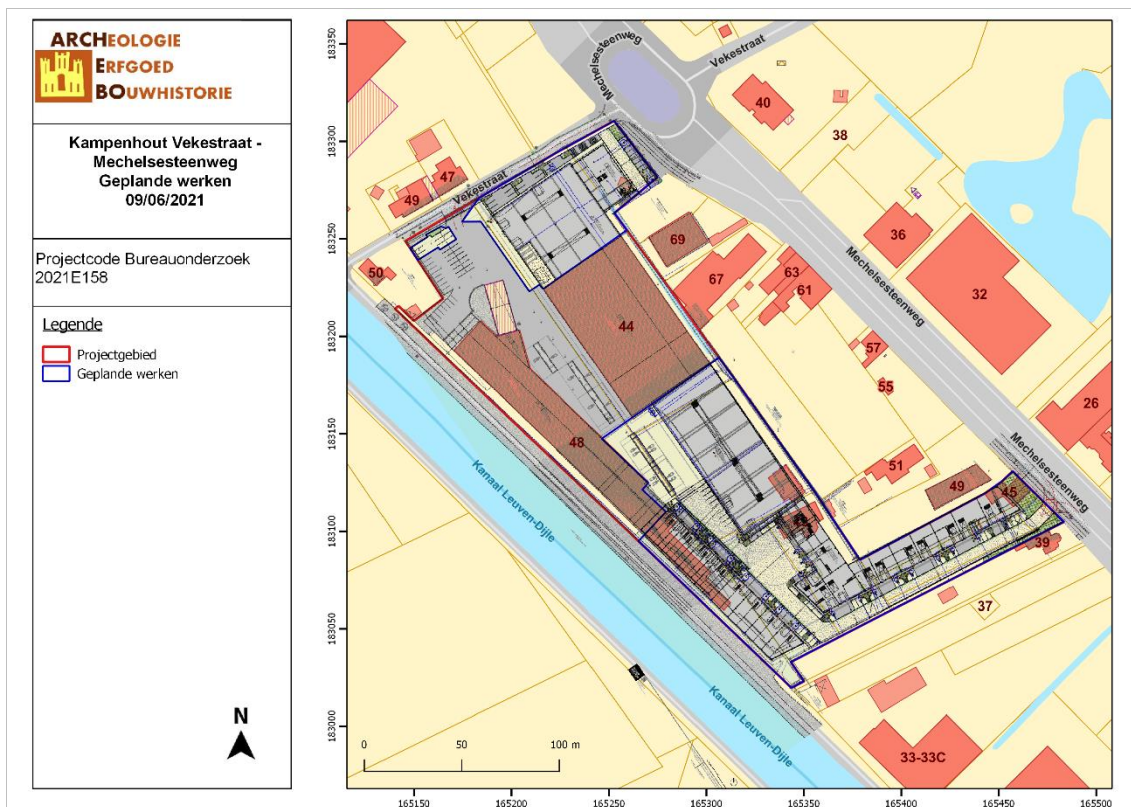 ARCHEOLOGIE
ERFGOED
BOUWHISTORIE
Kampenhout Vekestraat -
Mechelsesteenweg
Geplande werken
09/06/2021
Projectcode Bureauonderzoek
2021E158
Legende
Projectgebied
Geplande werken
N
0 50 100 m
183350
183300
183250
183200
183150
183100
183050
183000
165150 165200 165250 165300 165350 165400 165450 165500
Mechelsesteenweg
Vekestraat
40
38
47
49
Vekestraat
50
69
67
63
61
36
32
Mechelsesteenweg
44
57
55
26
48
51
49
45
Mechelsesteenweg
39
37
Kanaal Leuven-Dijle
Kanaal Leuven-Dijle
33-33C